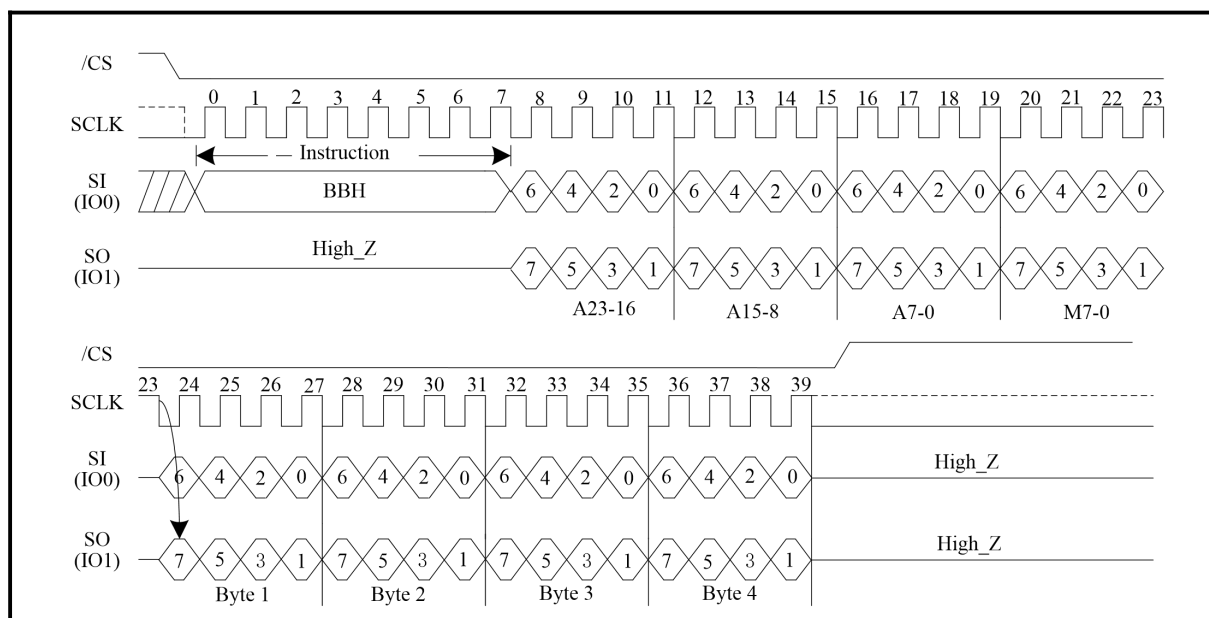 /CS
0 1 2 3 4 5 6 7 8 9 10 11 12 13 14 15 16 17 18 19 20 21 22 23
SCLK
Instruction
SI
(IO0)
BBH
6 4 2 0 6 4 2 0 6 4 2 0 6 4 2 0
SO
(IO1)
High_Z
7 5 3 1 7 5 3 1 7 5 3 1 7 5 3 1
A23-16 A15-8 A7-0 M7-0
/CS
23 24 25 26 27 28 29 30 31 32 33 34 35 36 37 38 39
SCLK
SI
(IO0)
6 4 2 0 6 4 2 0 6 4 2 0 6 4 2 0
High_Z
SO
(IO1)
7 5 3 1 7 5 3 1 7 5 3 1 7 5 3 1
High_Z
Byte 1 Byte 2 Byte 3 Byte 4